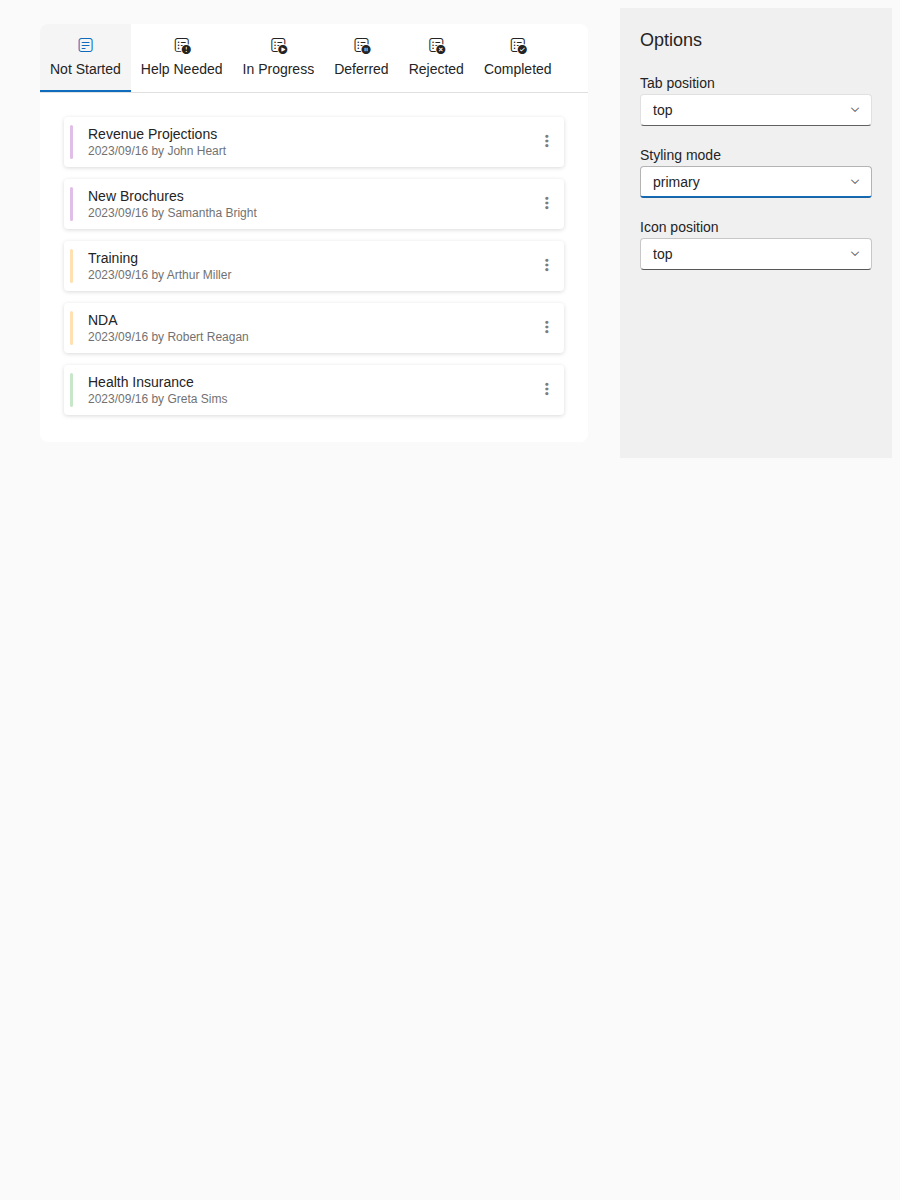 Not Started
Help Needed
In Progress
Deferred
Rejected
Completed
Revenue Projections
2023/09/16 by John Heart
New Brochures
2023/09/16 by Samantha Bright
Training
2023/09/16 by Arthur Miller
NDA
2023/09/16 by Robert Reagan
Health Insurance
2023/09/16 by Greta Sims
Options
Tab position
top
Styling mode
primary
Icon position
top